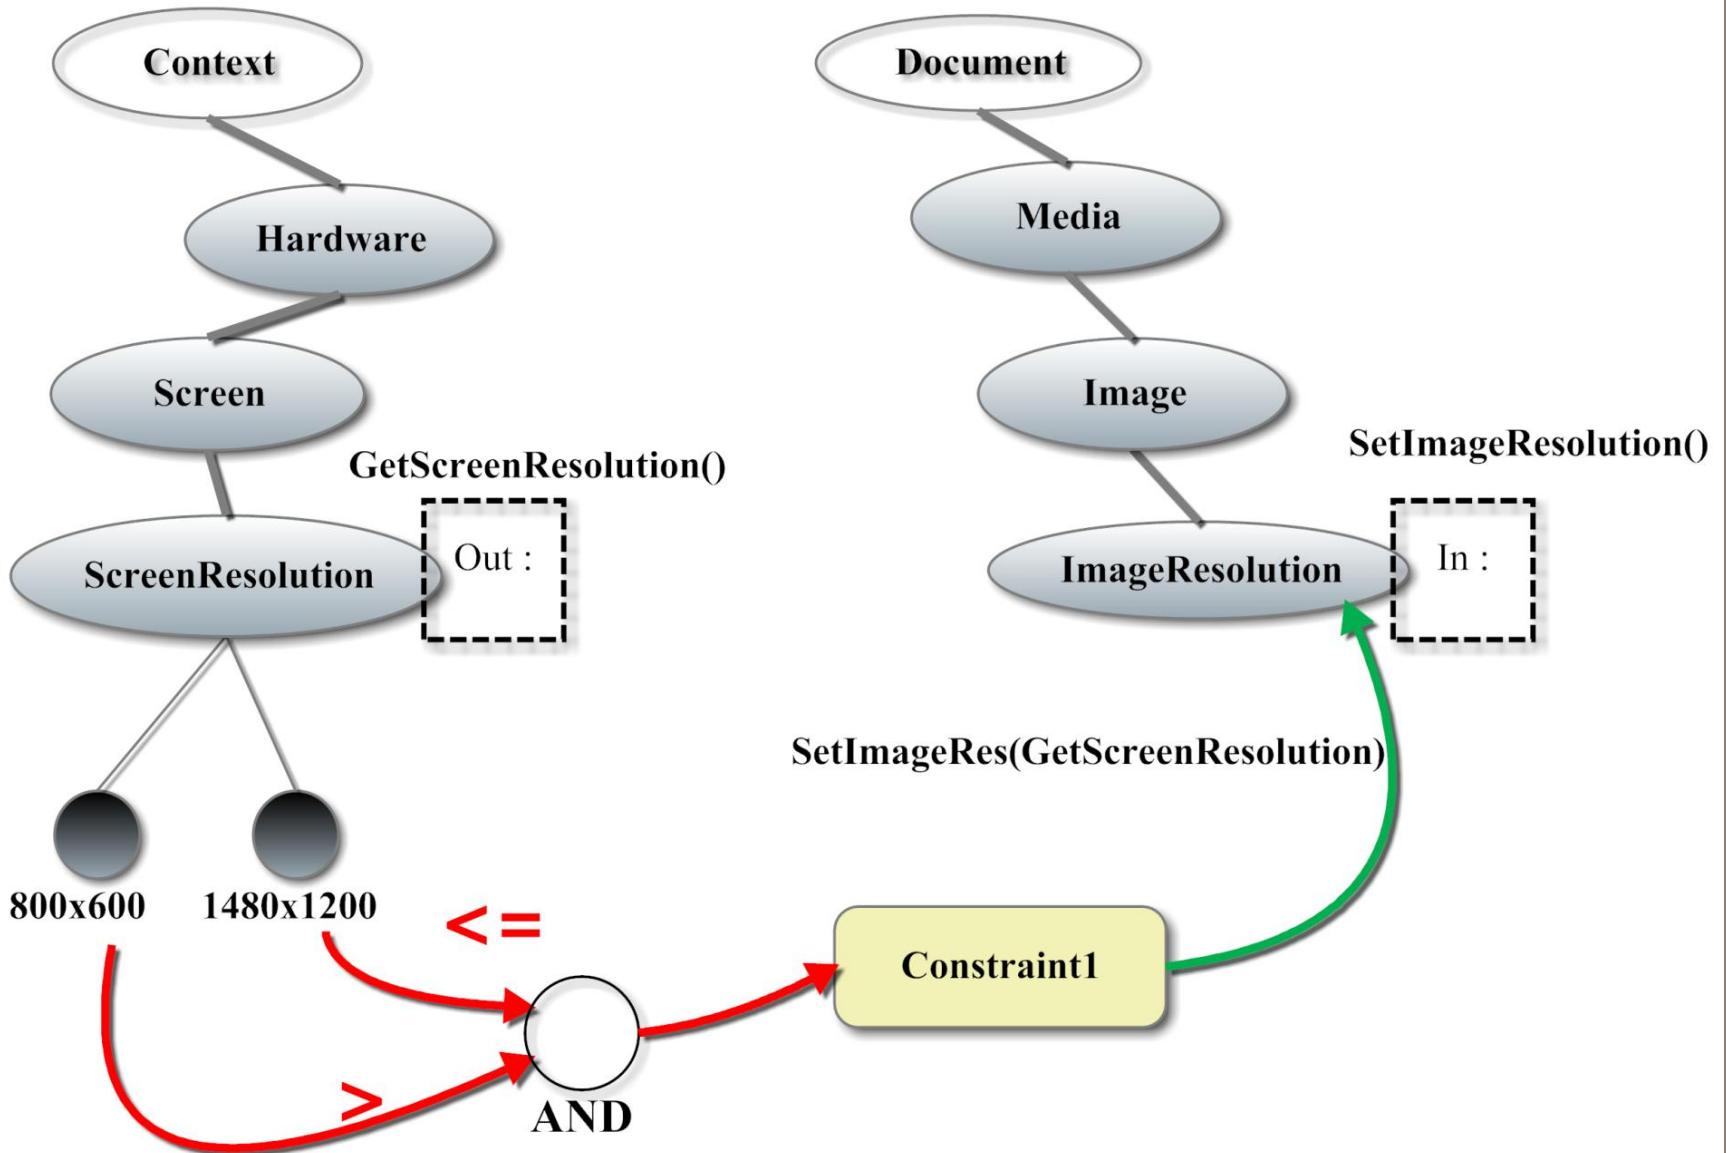 Context
Document
Hardware
Media
Screen
Image
GetScreenResolution()
SetImageResolution()
Out :
In :
ScreenResolution
ImageResolution
SetImageRes(GetScreenResolution)
800x600
1480x1200
<=
Constraint1
>
AND